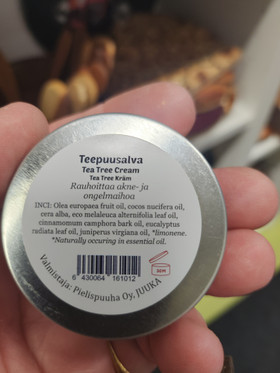 Teepuusalva
Tea Tree Cream
Tea Tree Kräm
Rauhoittaa akne- ja
ongelmaihoa
INCI: Olea europaea fruit oil, cocos nucifera oil,
cera alba, eco meleluca alternifolia leaf oil,
cinnamomum camphora bark oil, eucalyptus
radiata leaf oil, juniperus virgiana oil, *limonene.
*Naturally occuring in essential oil.
6 430064 161012
Valmistaja: Pielispuuha Oy, JUUKA